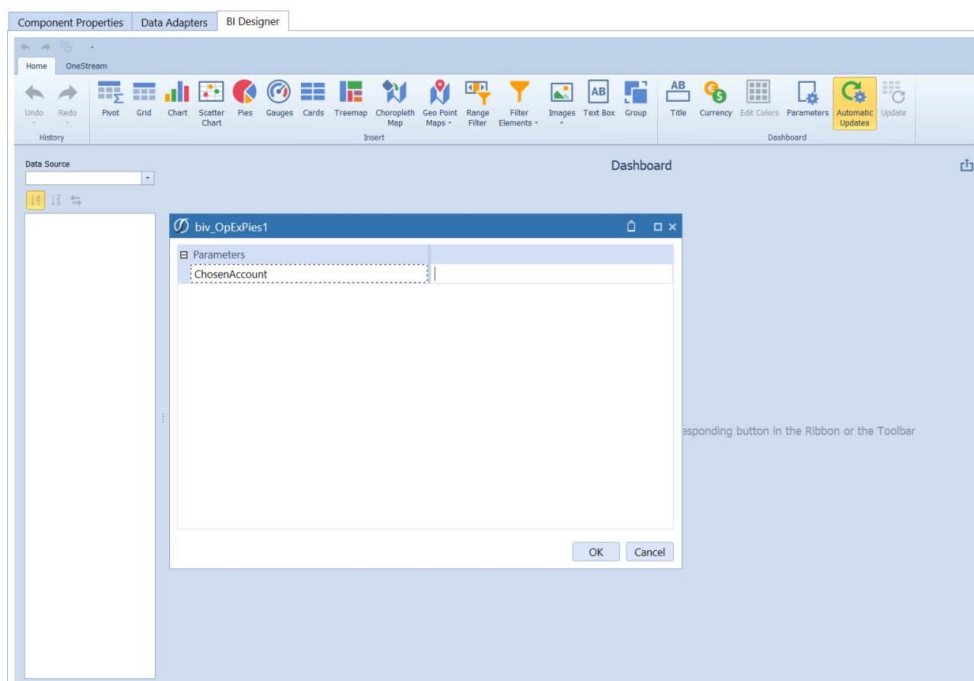 Component Properties Data Adapters BI Designer
Home OneStream
Undo Redo Pivot Grid Chart Scatter Chart Pies Gauges Cards Treemap Choropleth Map Geo Point Maps Range Filter Filter Elements Images Text Box Group Title Currency Edit Colors Parameters Automatic Updates Update
History Insert Dashboard
Data Source
Dashboard
biv_OpExPies1
Parameters
ChosenAccount
esponding button in the Ribbon or the Toolbar
OK Cancel